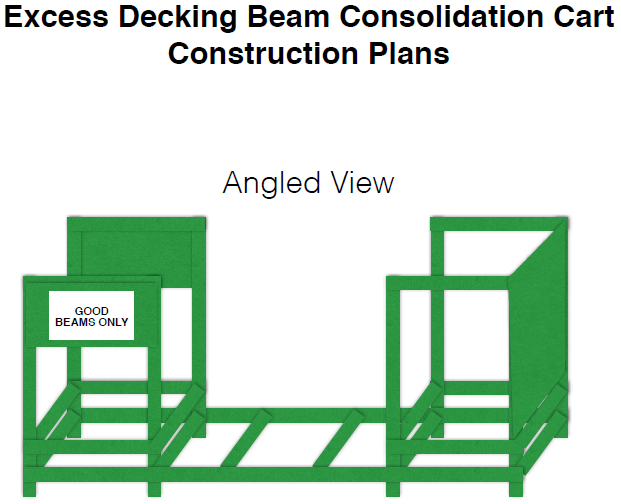 Excess Decking Beam Consolidation Cart
Construction Plans
Angled View
GOOD
BEAMS ONLY